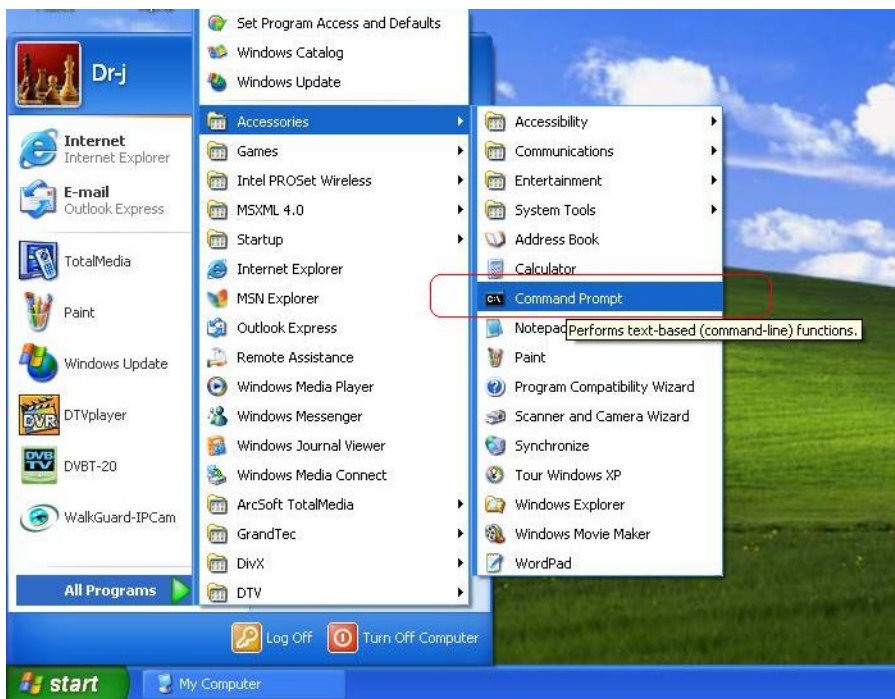 Dr-j
Internet
Internet Explorer
E-mail
Outlook Express
TotalMedia
Paint
Windows Update
DTVplayer
DVBT-20
WalkGuard-IPCam
All Programs
Set Program Access and Defaults
Windows Catalog
Windows Update
Accessories
Games
Intel PROSet Wireless
MSXML 4.0
Startup
Internet Explorer
MSN Explorer
Outlook Express
Remote Assistance
Windows Media Player
Windows Messenger
Windows Journal Viewer
Windows Media Connect
ArcSoft TotalMedia
GrandTec
DivX
DTV
Accessibility
Communications
Entertainment
System Tools
Address Book
Calculator
Command Prompt
Notepad
Performs text-based (command-line) functions.
Paint
Program Compatibility Wizard
Scanner and Camera Wizard
Synchronize
Tour Windows XP
Windows Explorer
Windows Movie Maker
WordPad
Log Off
Turn Off Computer
start
My Computer